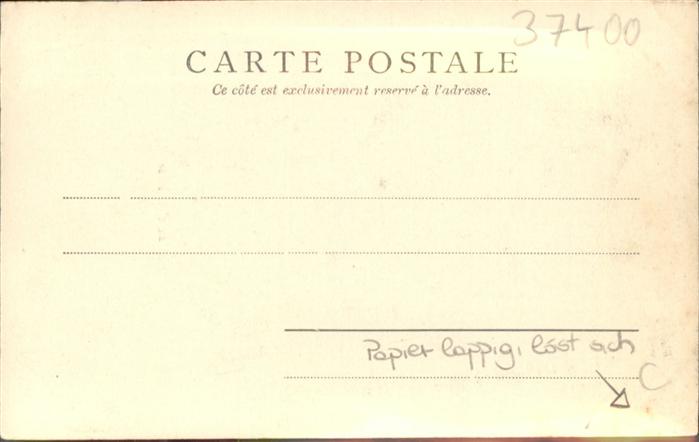 37400
CARTE POSTALE
Ce côté est exclusivement reservé à l'adresse.
Papier lappig, löst sich
C